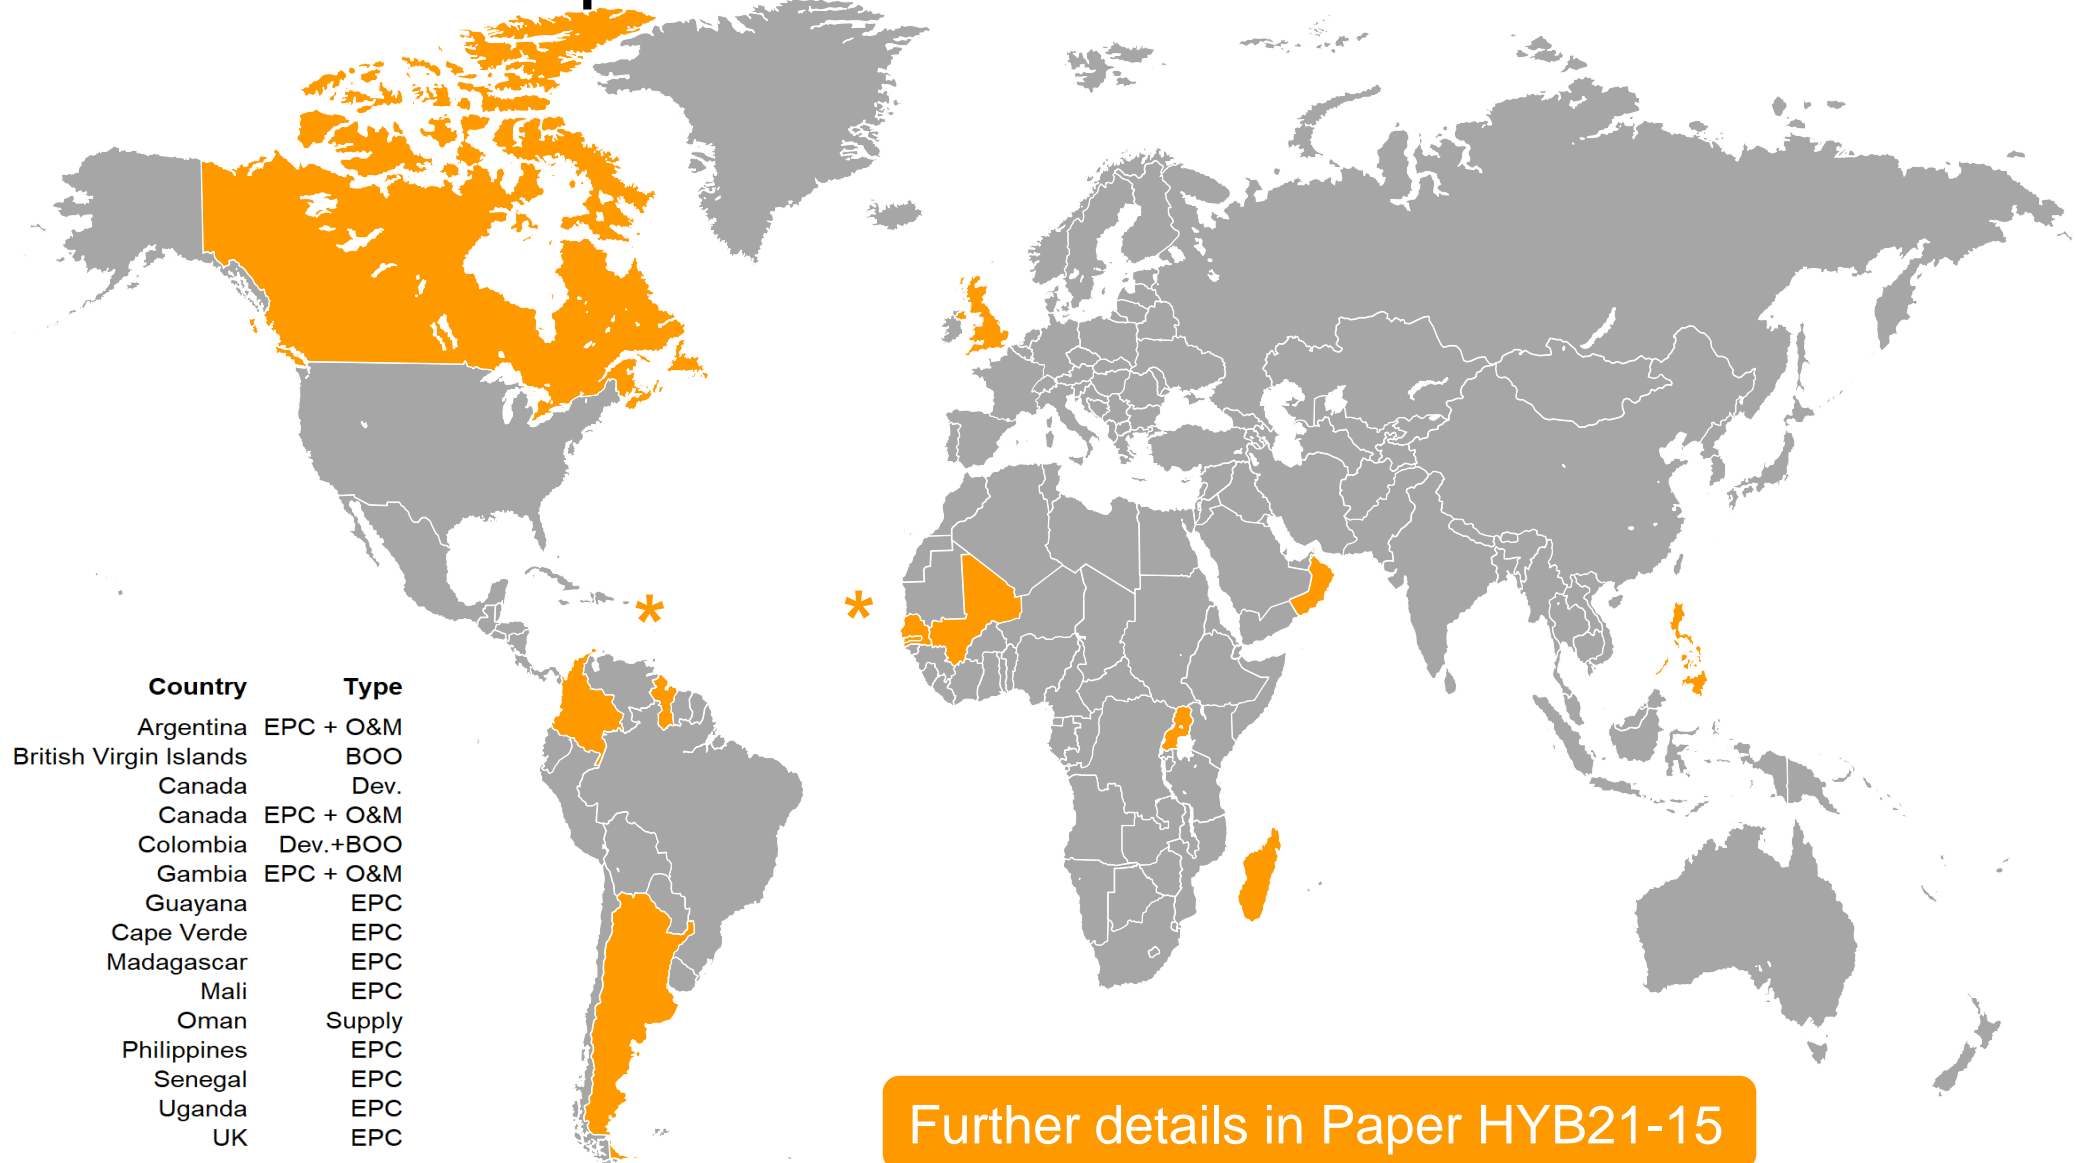 Country Type
Argentina EPC + O&M
British Virgin Islands BOO
Canada Dev.
Canada EPC + O&M
Colombia Dev.+BOO
Gambia EPC + O&M
Guayana EPC
Cape Verde EPC
Madagascar EPC
Mali EPC
Oman Supply
Philippines EPC
Senegal EPC
Uganda EPC
UK EPC
*
*
Further details in Paper HYB21-15